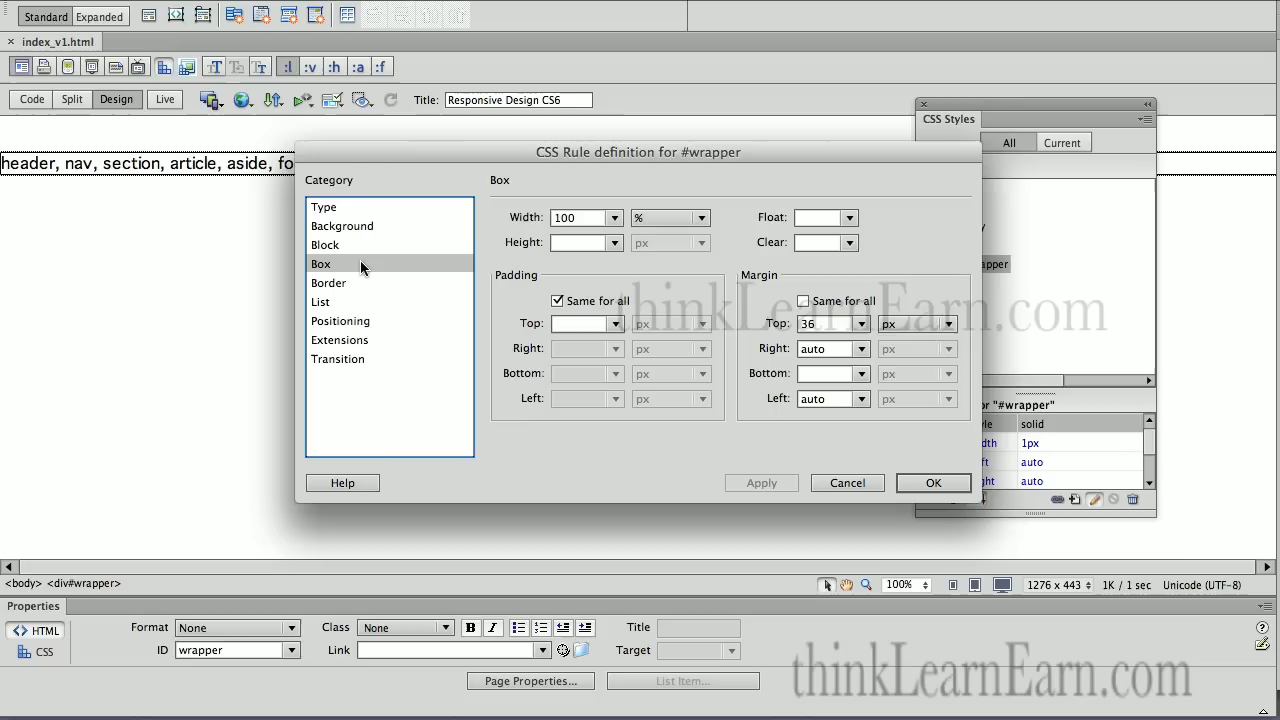 Standard Expanded
× index_v1.html
:l :v :h :a :f
Code Split Design Live Title: Responsive Design CS6
CSS Styles
All Current
header, nav, section, article, aside, fo
CSS Rule definition for #wrapper
Category Box
Type
Background
Block
Box
Border
List
Positioning
Extensions
Transition
Width: 100 % Float:
Height: px Clear:
Padding Margin
Same for all Same for all
Top: px Top: 36 px
Right: px Right: auto px
Bottom: px Bottom: px
Left: px Left: auto px
Help Apply Cancel OK
thinkLearnEarn.com
y
apper
or "#wrapper"
yle solid
dth 1px
ft auto
ght auto
<body> <div#wrapper> 100% 1276 x 443 1K / 1 sec Unicode (UTF-8)
Properties
<> HTML Format None Class None B I Title
CSS ID wrapper Link Target
Page Properties... List Item...
thinkLearnEarn.com